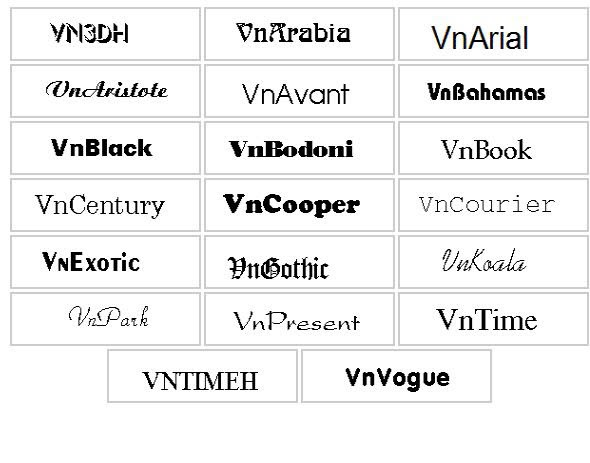 VN3DH VnArabia VnArial
VnAristote VnAvant VnBahamas
VnBlack VnBodoni VnBook
VnCentury VnCooper VnCourier
VnExotic VnGothic VnKoala
VnPark VnPresent VnTime
VNTIMEH VnVogue